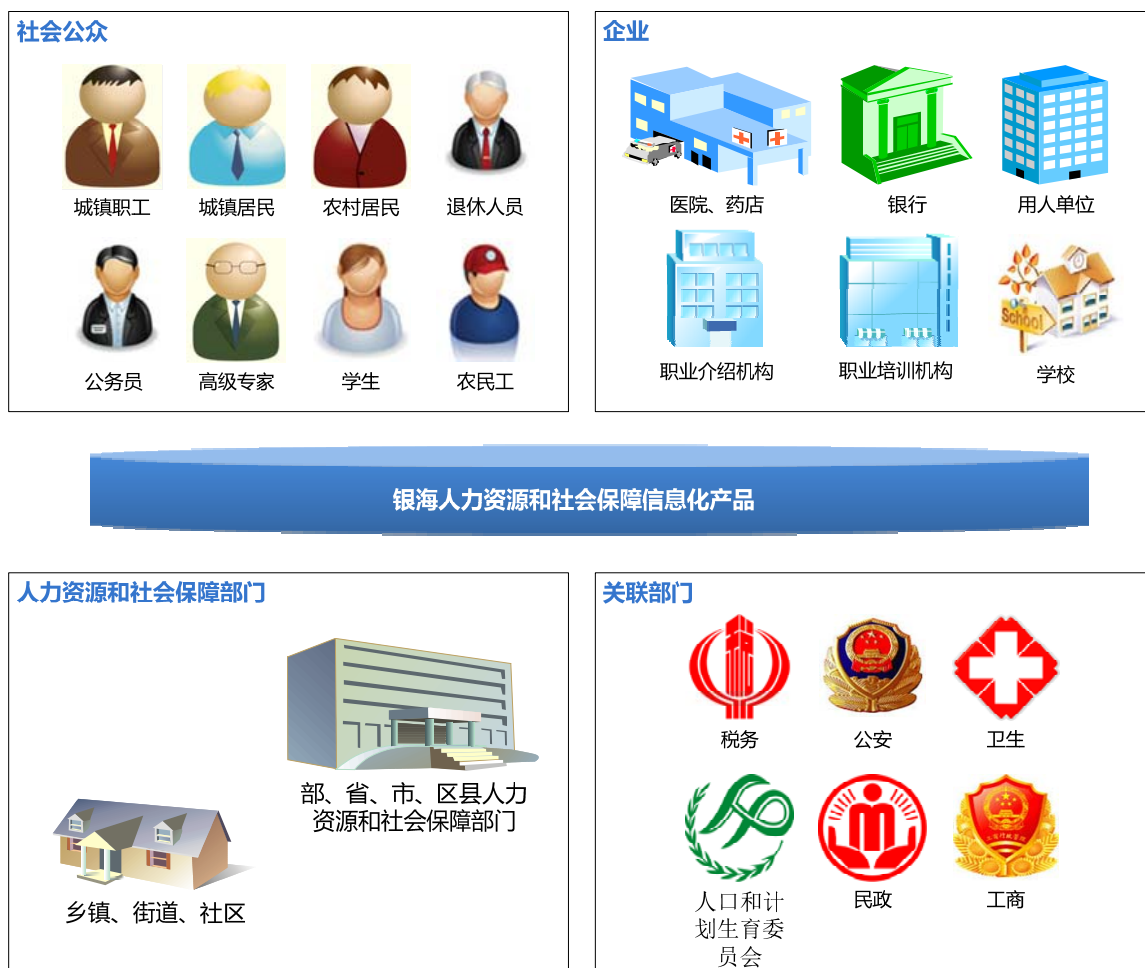 社会公众
城镇职工
城镇居民
农村居民
退休人员
公务员
高级专家
学生
农民工
企业
医院、药店
银行
用人单位
职业介绍机构
职业培训机构
School
学校
银海人力资源和社会保障信息化产品
人力资源和社会保障部门
部、省、市、区县人力
资源和社会保障部门
乡镇、街道、社区
关联部门
税务
公安
卫生
人口和计
划生育委
员会
民政
工商